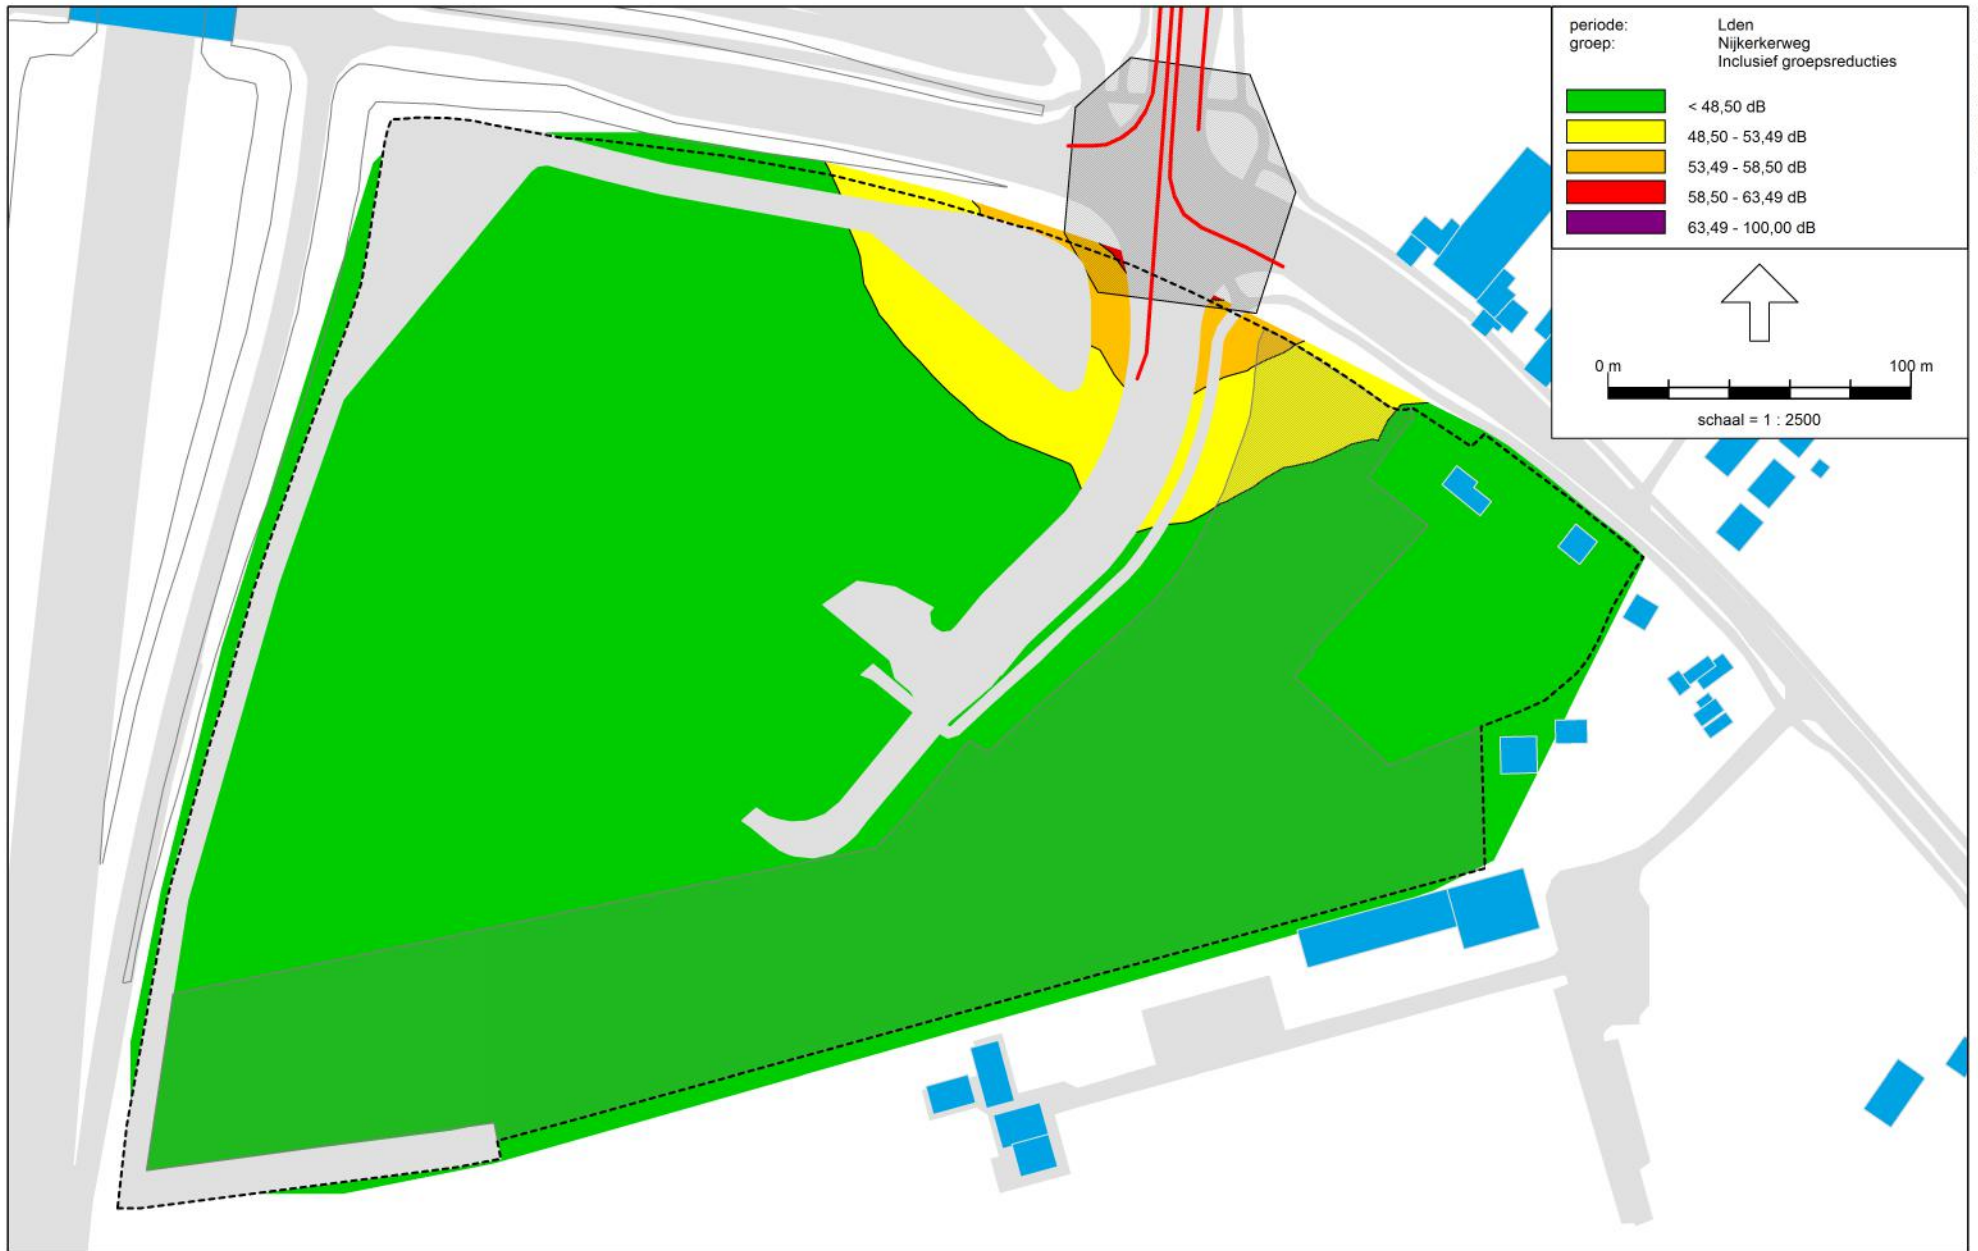 periode: Lden
groep: Nijkerkerweg
Inclusief groepsreducties
< 48,50 dB
48,50 - 53,49 dB
53,49 - 58,50 dB
58,50 - 63,49 dB
63,49 - 100,00 dB
0 m 100 m
schaal = 1 : 2500